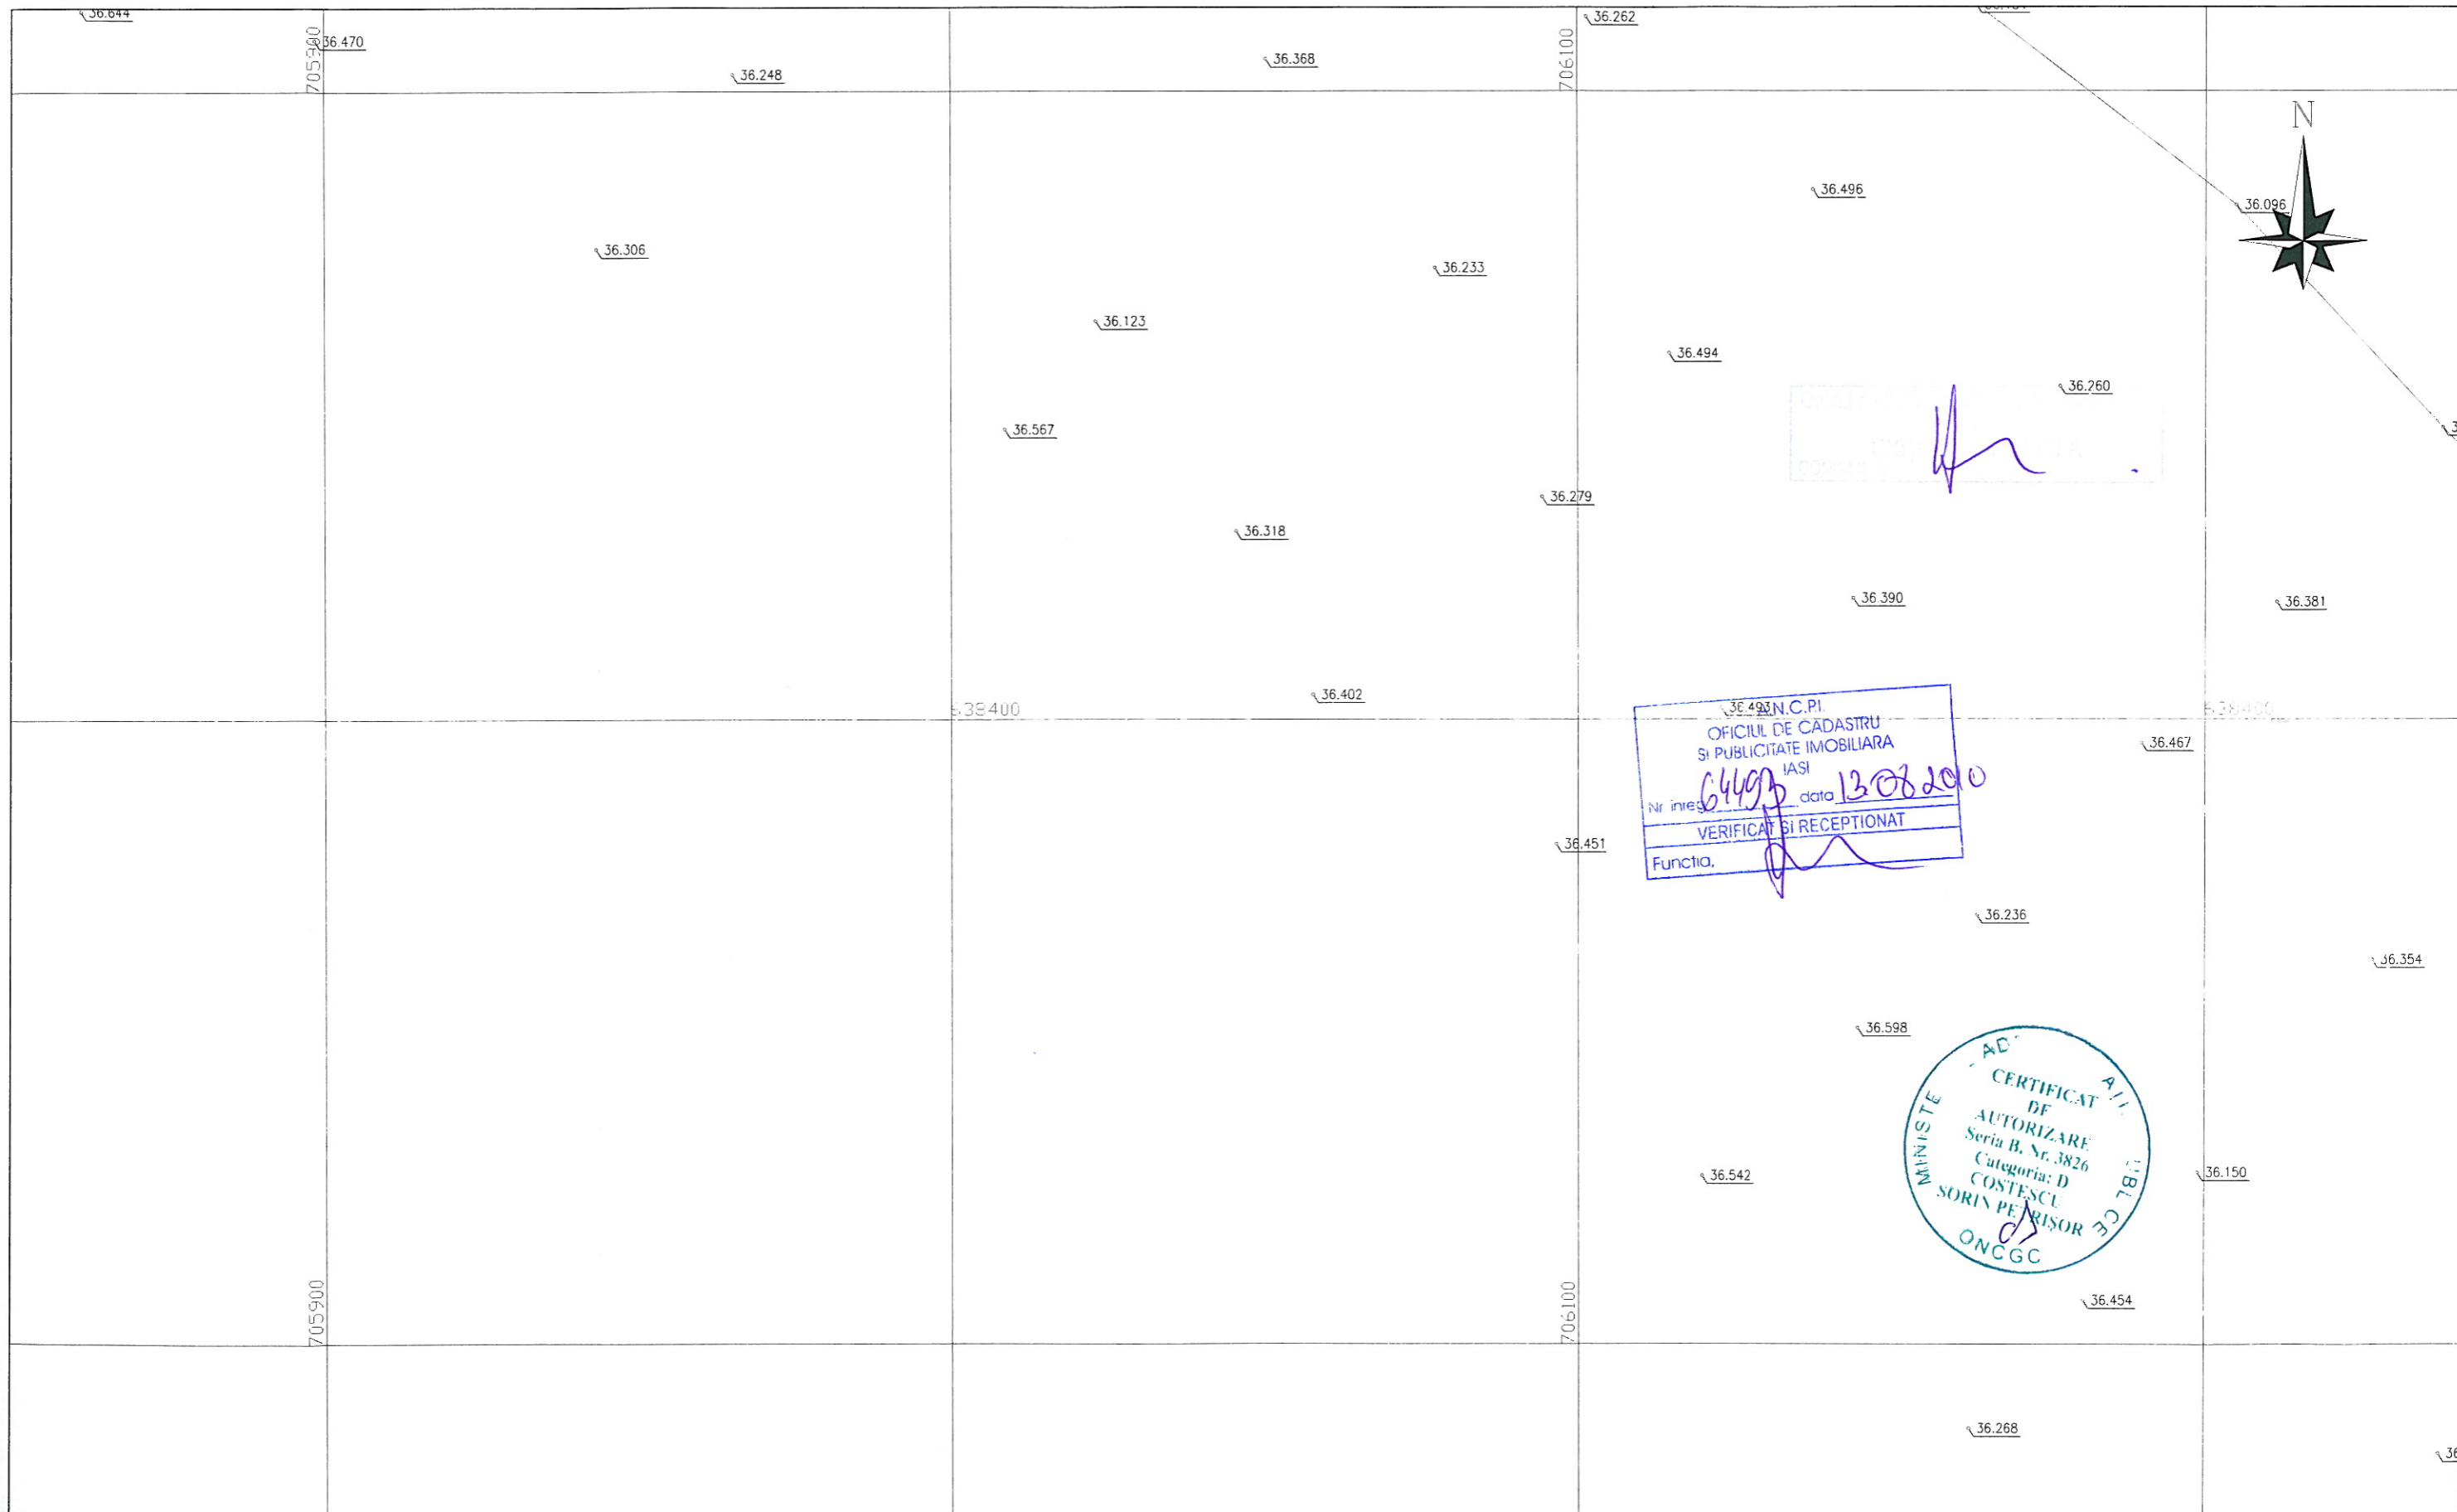 36.644
705900
36.470
36.248
36.368
706100
36.262
N
36.496
36.096
36.306
36.233
36.123
36.494
36.260
36.567
36.279
36.318
36.390
36.381
36.402
36.493
36.467
A.N.C.P.I.
OFICIUL DE CADASTRU
SI PUBLICITATE IMOBILIARA
IASI
Nr. inreg data 13.08.2010
VERIFICAT SI RECEPTIONAT
Functia,
36.451
36.236
36.354
36.598
CERTIFICAT
DE
AUTORIZARE
Seria B, Nr. 3826
Categoria: D
COSTESCU
SORIN PETRIȘOR
ONCGC
36.542
36.150
705900
706100
36.454
36.268